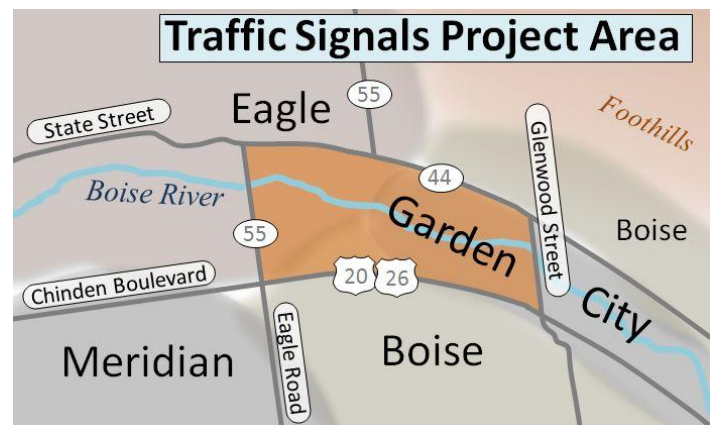 Traffic Signals Project Area
55
Eagle
State Street
Foothills
Glenwood Street
44
Boise River
Garden
Boise
55
20
26
Chinden Boulevard
City
Eagle Road
Meridian
Boise